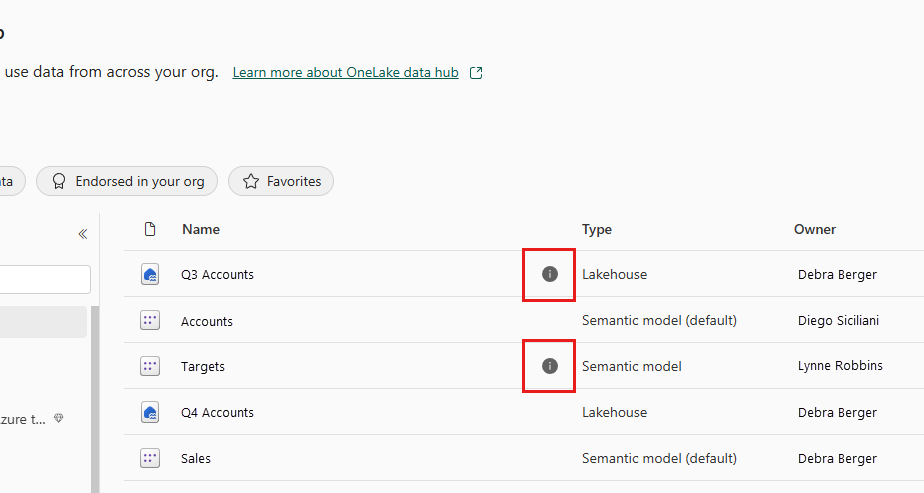 use data from across your org. Learn more about OneLake data hub
Endorsed in your org Favorites
Name Type Owner
Q3 Accounts Lakehouse Debra Berger
Accounts Semantic model (default) Diego Siciliani
Targets Semantic model Lynne Robbins
zure t...
Q4 Accounts Lakehouse Debra Berger
Sales Semantic model (default) Debra Berger